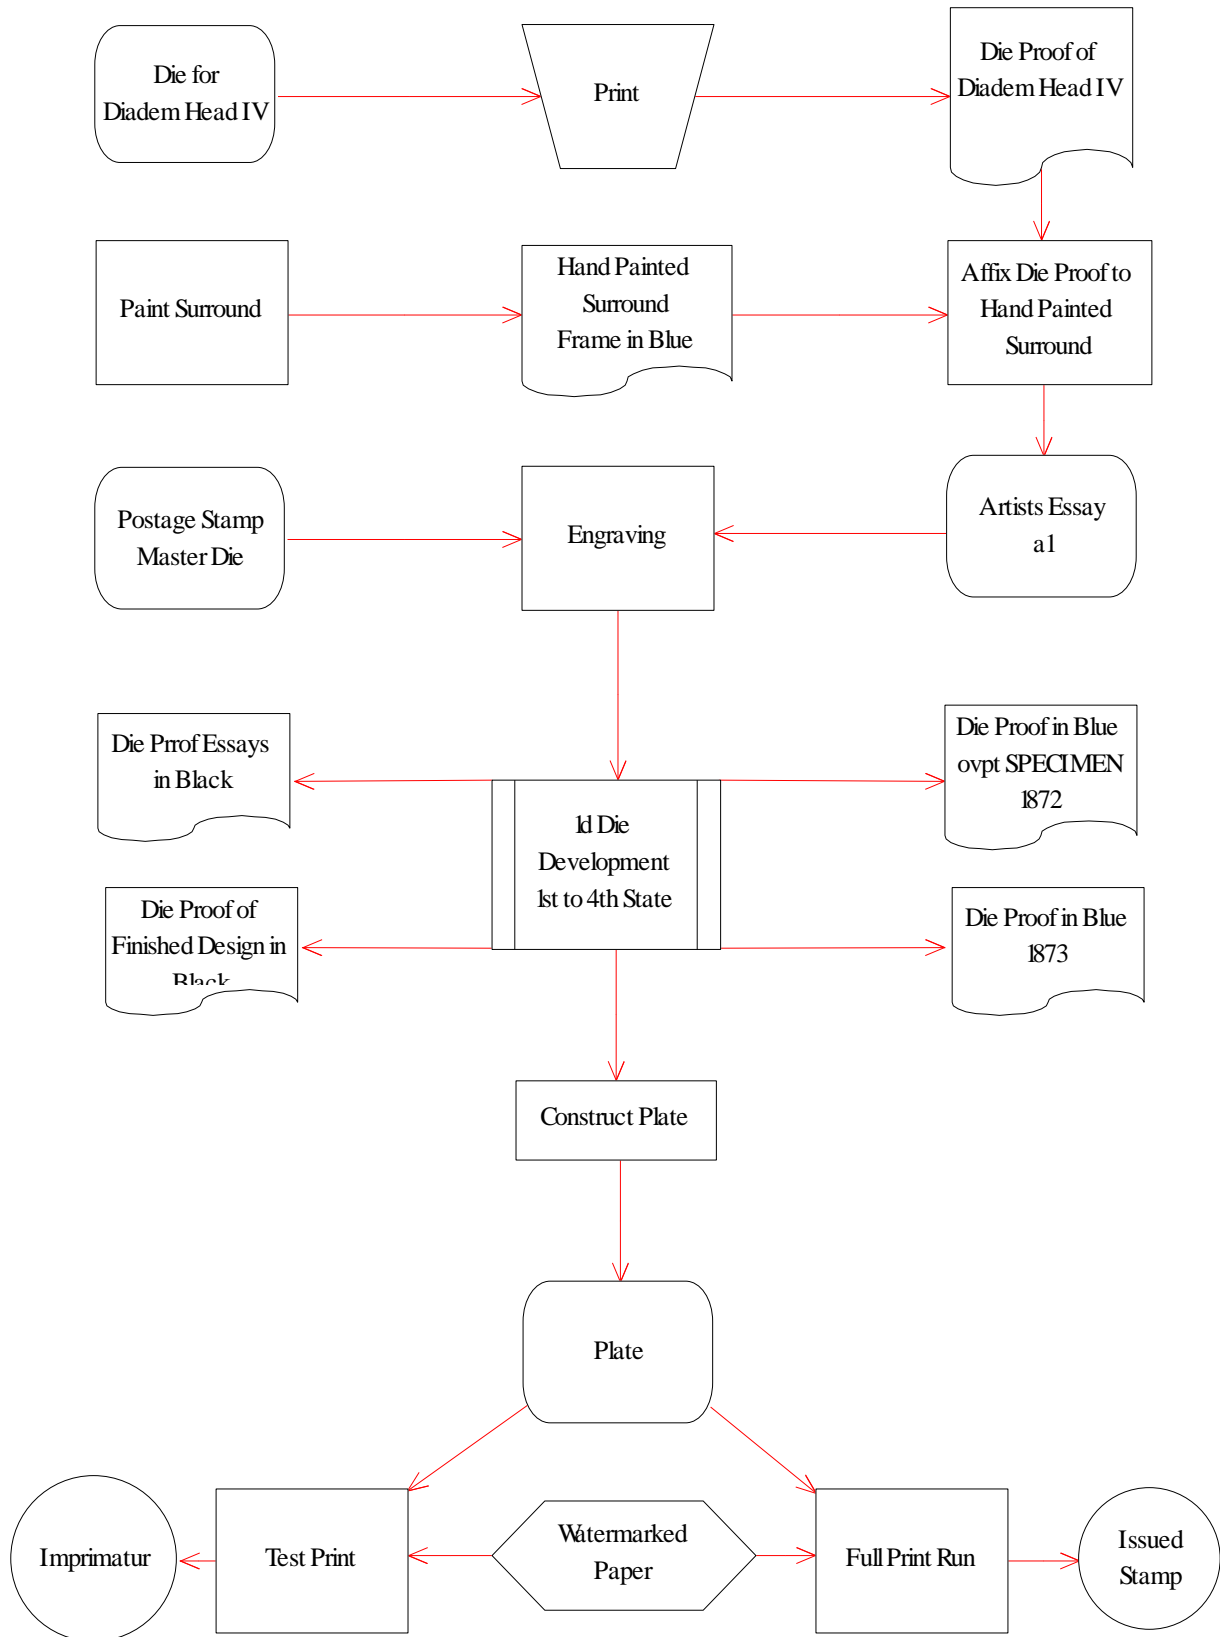 Die for
Diadem Head IV
Print
Die Proof of
Diadem Head IV
Paint Surround
Hand Painted
Surround
Frame in Blue
Affix Die Proof to
Hand Painted
Surround
Postage Stamp
Master Die
Engraving
Artists Essay
a1
Die Prrof Essays
in Black
1d Die
Development
1st to 4th State
Die Proof in Blue
ovpt SPECIMEN
1872
Die Proof of
Finished Design in
Black
Die Proof in Blue
1873
Construct Plate
Plate
Imprimatur
Test Print
Watermarked
Paper
Full Print Run
Issued
Stamp